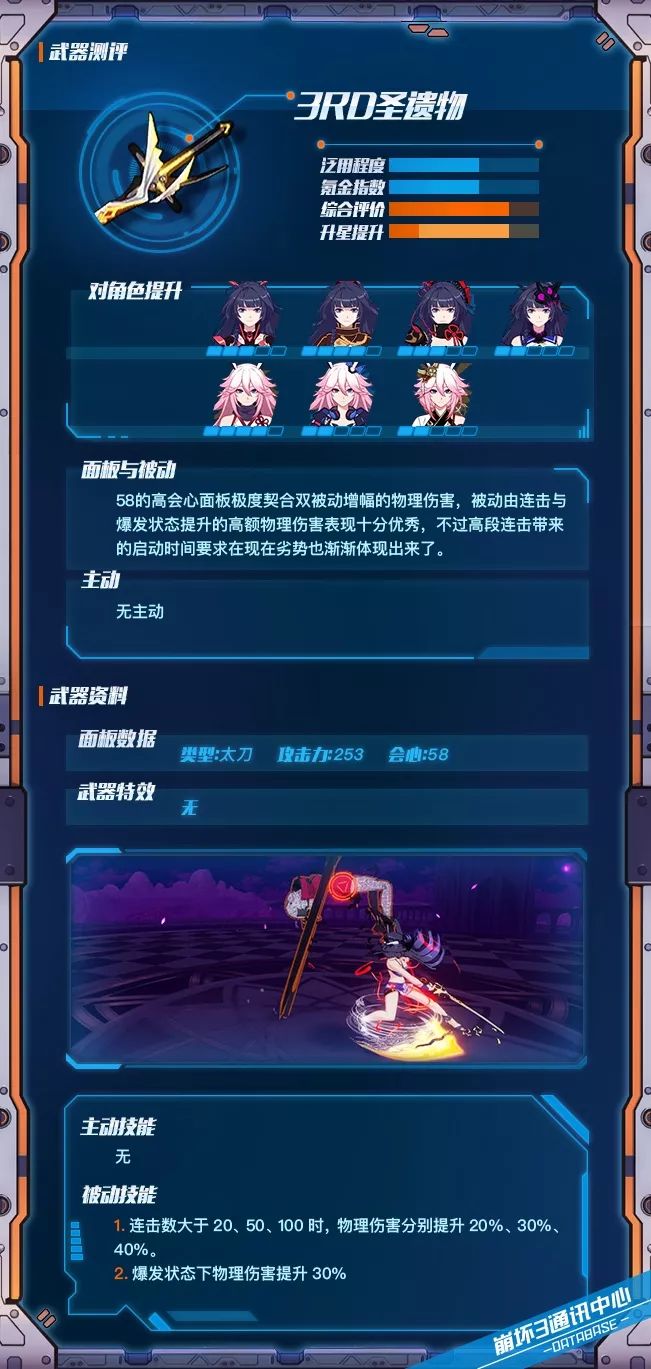 武器测评
3RD圣遗物
泛用程度
氪金指数
综合评价
升星提升
对角色提升
面板与被动
58的高会心面板极度契合双被动增幅的物理伤害，被动由连击与
爆发状态提升的高额物理伤害表现十分优秀，不过高段连击带来
的启动时间要求在现在劣势也渐渐体现出来了。
主动
无主动
武器资料
面板数据
类型:太刀 攻击力:253 会心:58
武器特效
无
主动技能
无
被动技能
1. 连击数大于 20、50、100 时，物理伤害分别提升 20%、30%、
40%。
2. 爆发状态下物理伤害提升 30%
崩坏3通讯中心
-DATABASE-